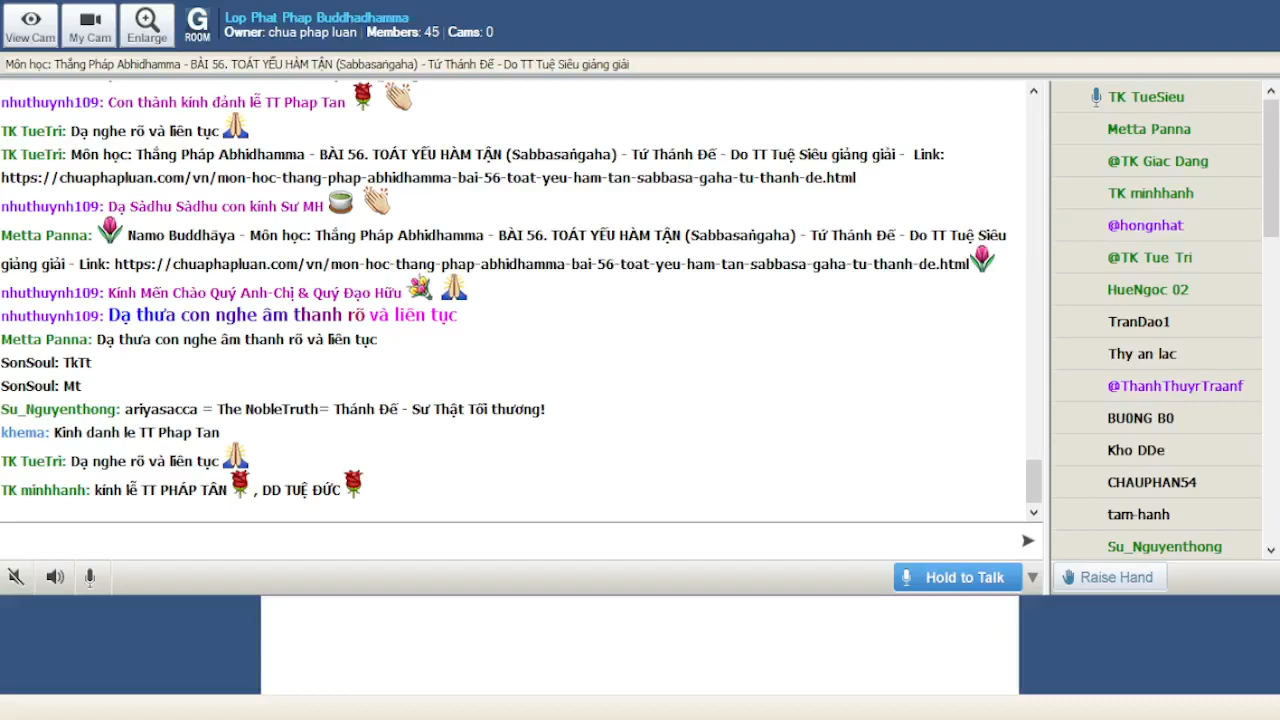 View Cam
My Cam
Enlarge
G
ROOM
Lop Phat Phap Buddhadhamma
Owner: chua phap luan | Members: 45 | Cams: 0
Môn học: Thắng Pháp Abhidhamma - BÀI 56. TOÁT YẾU HÀM TẬN (Sabbasaṅgaha) - Tứ Thánh Đế - Do TT Tuệ Siêu giảng giải
nhuthuynh109: Con thành kính đảnh lễ TT Phap Tan
TK TueTri: Dạ nghe rõ và liên tục
TK TueTri: Môn học: Thắng Pháp Abhidhamma - BÀI 56. TOÁT YẾU HÀM TẬN (Sabbasaṅgaha) - Tứ Thánh Đế - Do TT Tuệ Siêu giảng giải - Link:
https://chuaphapluan.com/vn/mon-hoc-thang-phap-abhidhamma-bai-56-toat-yeu-ham-tan-sabbasa-gaha-tu-thanh-de.html
nhuthuynh109: Dạ Sàdhu Sàdhu con kính Sư MH
Metta Panna: Namo Buddhāya - Môn học: Thắng Pháp Abhidhamma - BÀI 56. TOÁT YẾU HÀM TẬN (Sabbasaṅgaha) - Tứ Thánh Đế - Do TT Tuệ Siêu
giảng giải - Link: https://chuaphapluan.com/vn/mon-hoc-thang-phap-abhidhamma-bai-56-toat-yeu-ham-tan-sabbasa-gaha-tu-thanh-de.html
nhuthuynh109: Kính Mến Chào Quý Anh-Chị & Quý Đạo Hữu
nhuthuynh109: Dạ thưa con nghe âm thanh rõ và liên tục
Metta Panna: Dạ thưa con nghe âm thanh rõ và liên tục
SonSoul: TkTt
SonSoul: Mt
Su_Nguyenthong: ariyasacca = The NobleTruth= Thánh Đế - Sự Thật Tối thượng!
khema: Kinh danh le TT Phap Tan
TK TueTri: Dạ nghe rõ và liên tục
TK minhhanh: kính lễ TT PHÁP TÂN , DD TUỆ ĐỨC
Hold to Talk
TK TueSieu
Metta Panna
@TK Giac Dang
TK minhhanh
@hongnhat
@TK Tue Tri
HueNgoc 02
TranDao1
Thy an lac
@ThanhThuyrTraanf
BU0NG B0
Kho DDe
CHAUPHAN54
tam-hanh
Su_Nguyenthong
Raise Hand